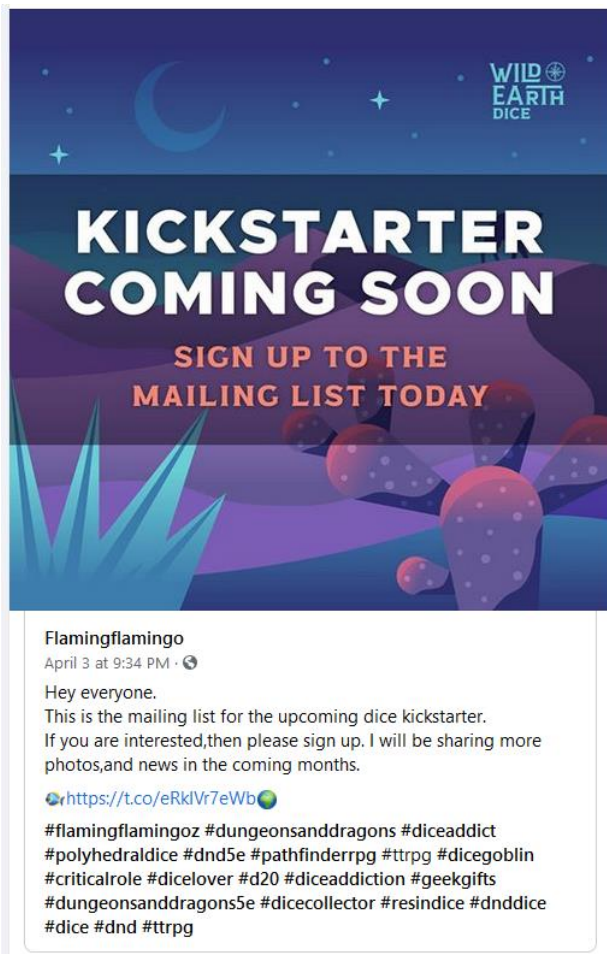 WILD
EARTH
DICE
KICKSTARTER
COMING SOON
SIGN UP TO THE
MAILING LIST TODAY
Flamingflamingo
April 3 at 9:34 PM ·
Hey everyone.
This is the mailing list for the upcoming dice kickstarter.
If you are interested,then please sign up. I will be sharing more
photos,and news in the coming months.
https://t.co/eRkIVr7eWb
#flamingflamingoz #dungeonsanddragons #diceaddict
#polyhedraldice #dnd5e #pathfinderrpg #ttrpg #dicegoblin
#criticalrole #dicelover #d20 #diceaddiction #geekgifts
#dungeonsanddragons5e #dicecollector #resindice #dnddice
#dice #dnd #ttrpg